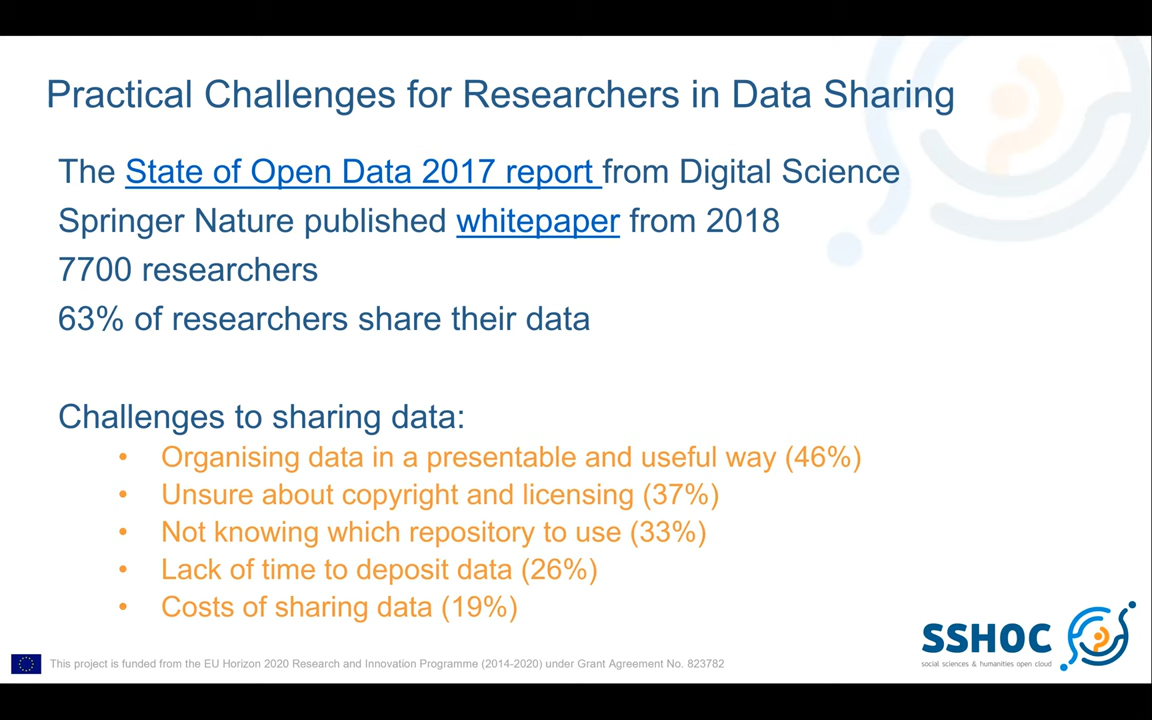 Practical Challenges for Researchers in Data Sharing
The State of Open Data 2017 report from Digital Science
Springer Nature published whitepaper from 2018
7700 researchers
63% of researchers share their data
Challenges to sharing data:
• Organising data in a presentable and useful way (46%)
• Unsure about copyright and licensing (37%)
• Not knowing which repository to use (33%)
• Lack of time to deposit data (26%)
• Costs of sharing data (19%)
SSHOC
social sciences & humanities open cloud
This project is funded from the EU Horizon 2020 Research and Innovation Programme (2014-2020) under Grant Agreement No. 823782